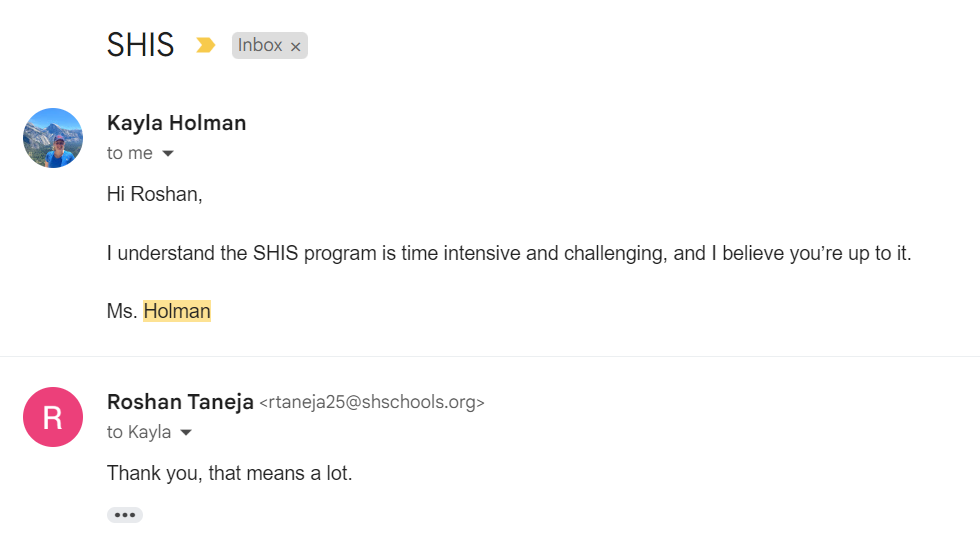 SHIS
Inbox ×
Kayla Holman
to me
Hi Roshan,
I understand the SHIS program is time intensive and challenging, and I believe you’re up to it.
Ms. Holman
R
Roshan Taneja <rtaneja25@shschools.org>
to Kayla
Thank you, that means a lot.